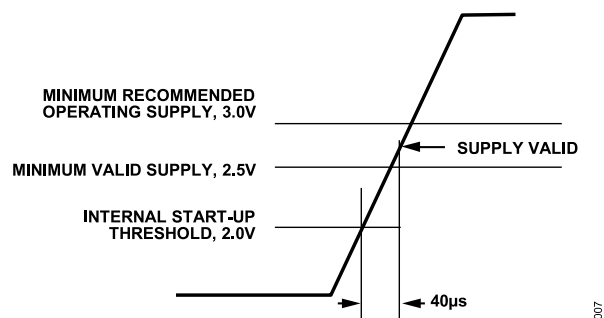 MINIMUM RECOMMENDED
OPERATING SUPPLY, 3.0V
SUPPLY VALID
MINIMUM VALID SUPPLY, 2.5V
INTERNAL START-UP
THRESHOLD, 2.0V
40µs
007